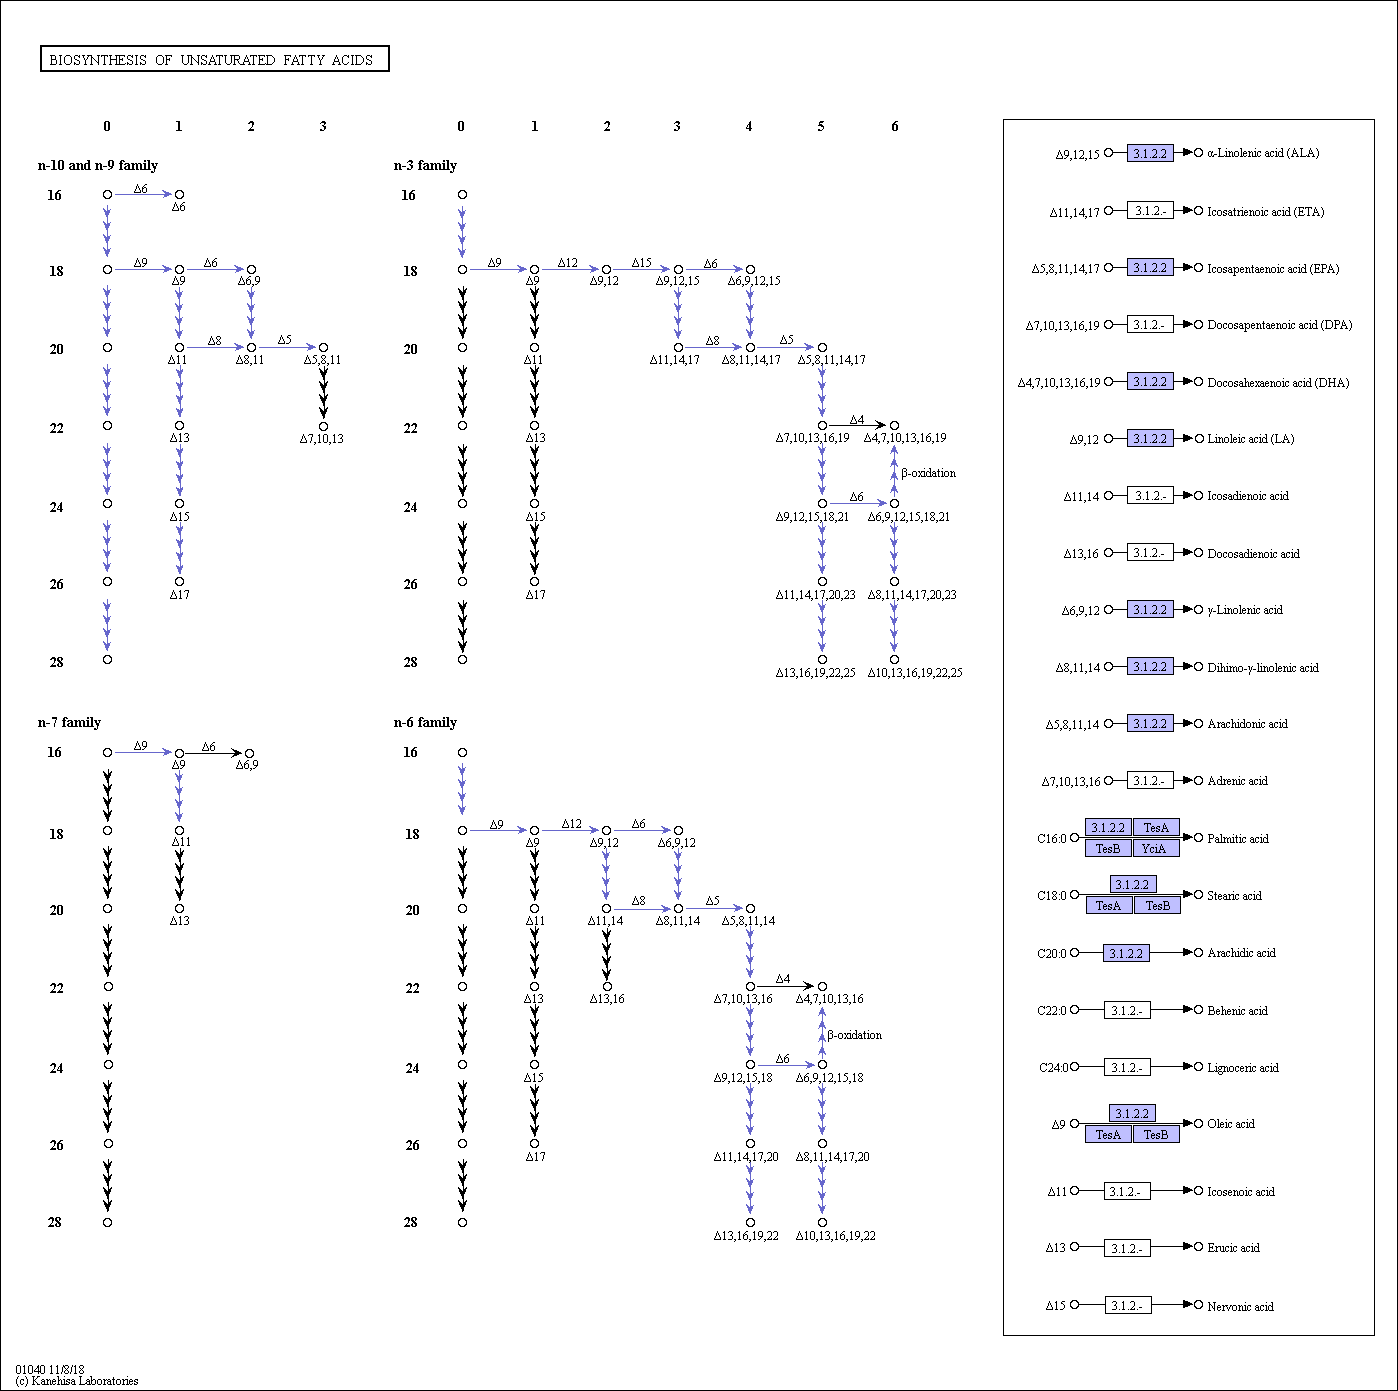 BIOSYNTHESIS OF UNSATURATED FATTY ACIDS
0 1 2 3
n-10 and n-9 family
16 Δ6
Δ6
18 Δ9 Δ6
Δ9 Δ6,9
20 Δ8 Δ5
Δ11 Δ8,11 Δ5,8,11
22
Δ13 Δ7,10,13
24
Δ15
26
Δ17
28
0 1 2 3 4 5 6
n-3 family
16
18 Δ9 Δ12 Δ15 Δ6
Δ9 Δ9,12 Δ9,12,15 Δ6,9,12,15
20 Δ8 Δ5
Δ11 Δ11,14,17 Δ8,11,14,17 Δ5,8,11,14,17
22 Δ4
Δ13 Δ7,10,13,16,19 Δ4,7,10,13,16,19
β-oxidation
24 Δ6
Δ15 Δ9,12,15,18,21 Δ6,9,12,15,18,21
26
Δ17 Δ11,14,17,20,23 Δ8,11,14,17,20,23
28
Δ13,16,19,22,25 Δ10,13,16,19,22,25
n-7 family
16 Δ9 Δ6
Δ9 Δ6,9
18
Δ11
20
Δ13
22
24
26
28
n-6 family
16
18 Δ9 Δ12 Δ6
Δ9 Δ9,12 Δ6,9,12
20 Δ8 Δ5
Δ11 Δ11,14 Δ8,11,14 Δ5,8,11,14
22 Δ4
Δ13 Δ13,16 Δ7,10,13,16 Δ4,7,10,13,16
β-oxidation
24 Δ6
Δ15 Δ9,12,15,18 Δ6,9,12,15,18
26
Δ17 Δ11,14,17,20 Δ8,11,14,17,20
28
Δ13,16,19,22 Δ10,13,16,19,22
Δ9,12,15 3.1.2.2 α-Linolenic acid (ALA)
Δ11,14,17 3.1.2.- Icosatrienoic acid (ETA)
Δ5,8,11,14,17 3.1.2.2 Icosapentaenoic acid (EPA)
Δ7,10,13,16,19 3.1.2.- Docosapentaenoic acid (DPA)
Δ4,7,10,13,16,19 3.1.2.2 Docosahexaenoic acid (DHA)
Δ9,12 3.1.2.2 Linoleic acid (LA)
Δ11,14 3.1.2.- Icosadienoic acid
Δ13,16 3.1.2.- Docosadienoic acid
Δ6,9,12 3.1.2.2 γ-Linolenic acid
Δ8,11,14 3.1.2.2 Dihimo-γ-linolenic acid
Δ5,8,11,14 3.1.2.2 Arachidonic acid
Δ7,10,13,16 3.1.2.- Adrenic acid
3.1.2.2 TesA
C16:0 Palmitic acid
TesB YciA
3.1.2.2
C18:0 Stearic acid
TesA TesB
C20:0 3.1.2.2 Arachidic acid
C22:0 3.1.2.- Behenic acid
C24:0 3.1.2.- Lignoceric acid
3.1.2.2
Δ9 Oleic acid
TesA TesB
Δ11 3.1.2.- Icosenoic acid
Δ13 3.1.2.- Erucic acid
Δ15 3.1.2.- Nervonic acid
01040 11/8/18
(c) Kanehisa Laboratories